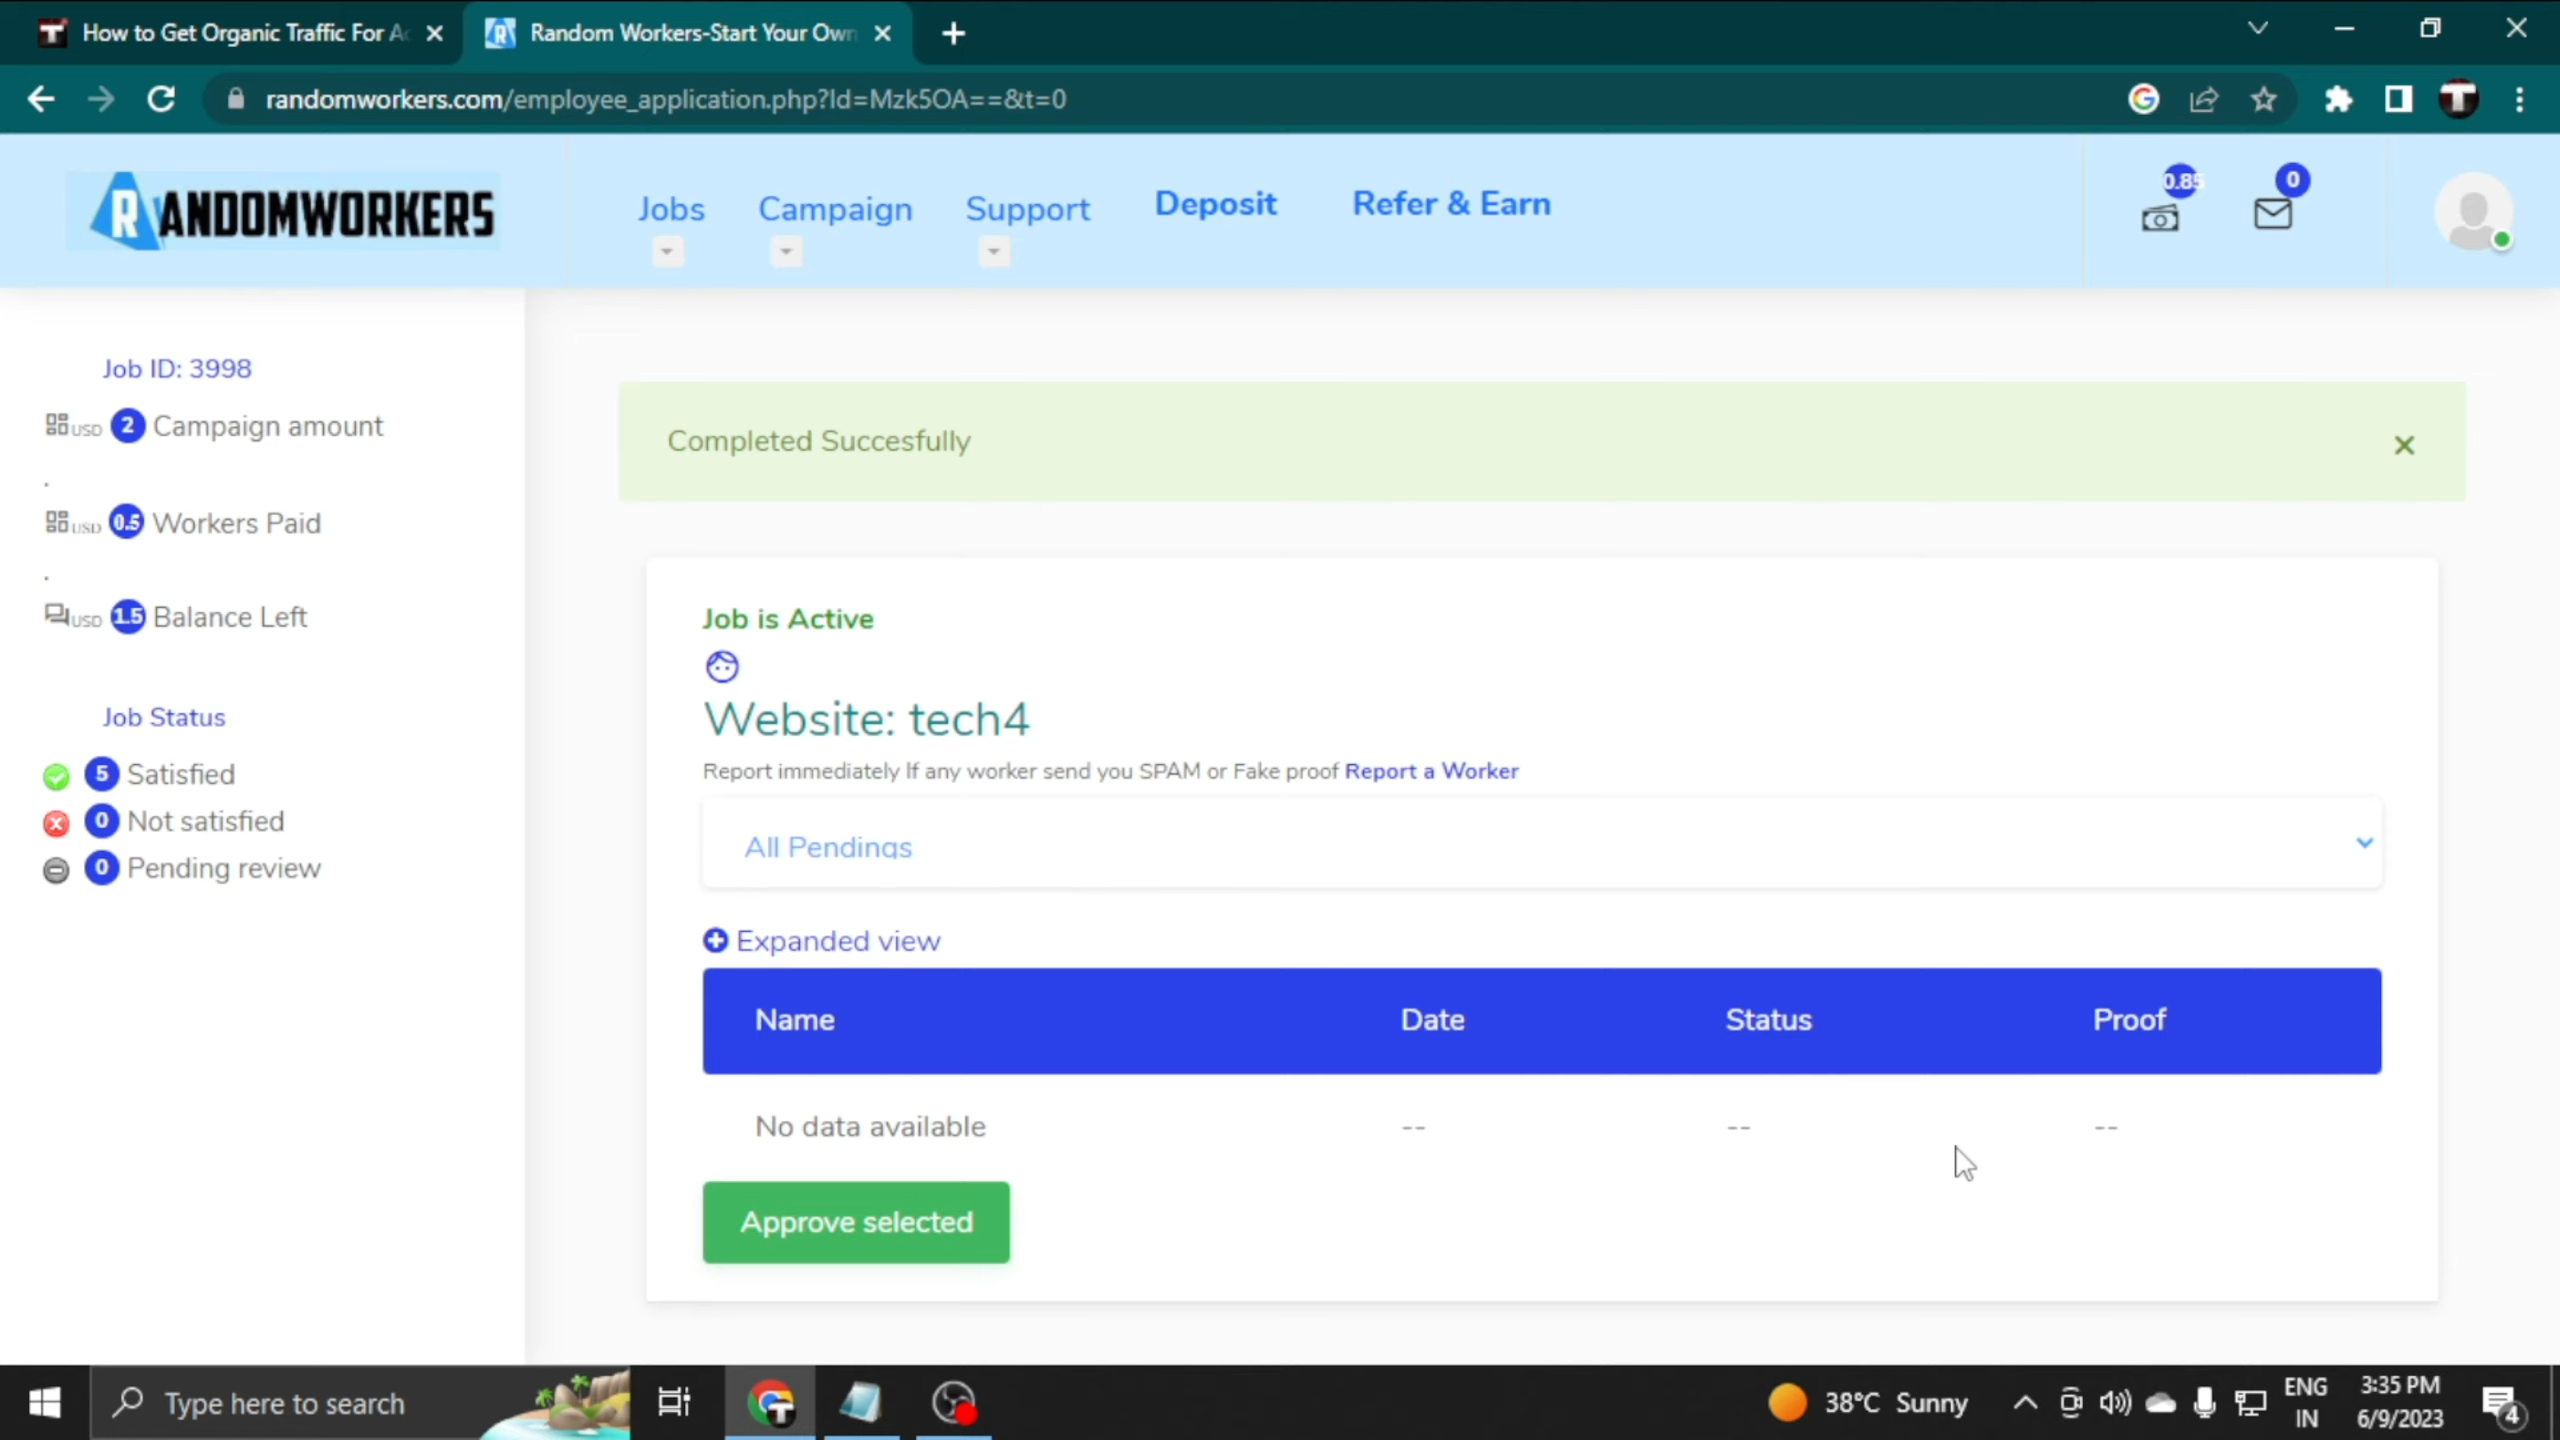 How to Get Organic Traffic For Ad
Random Workers-Start Your Own
randomworkers.com/employee_application.php?Id=Mzk5OA==&t=0
RANDOMWORKERS
Jobs
Campaign
Support
Deposit
Refer & Earn
0.85
0
Job ID: 3998
USD 2 Campaign amount
.
USD 0.5 Workers Paid
.
USD 1.5 Balance Left
Job Status
5 Satisfied
0 Not satisfied
0 Pending review
Completed Succesfully
Job is Active
Website: tech4
Report immediately If any worker send you SPAM or Fake proof Report a Worker
All Pendings
Expanded view
Name Date Status Proof
No data available -- -- --
Approve selected
Type here to search
38°C Sunny
ENG
IN
3:35 PM
6/9/2023
4